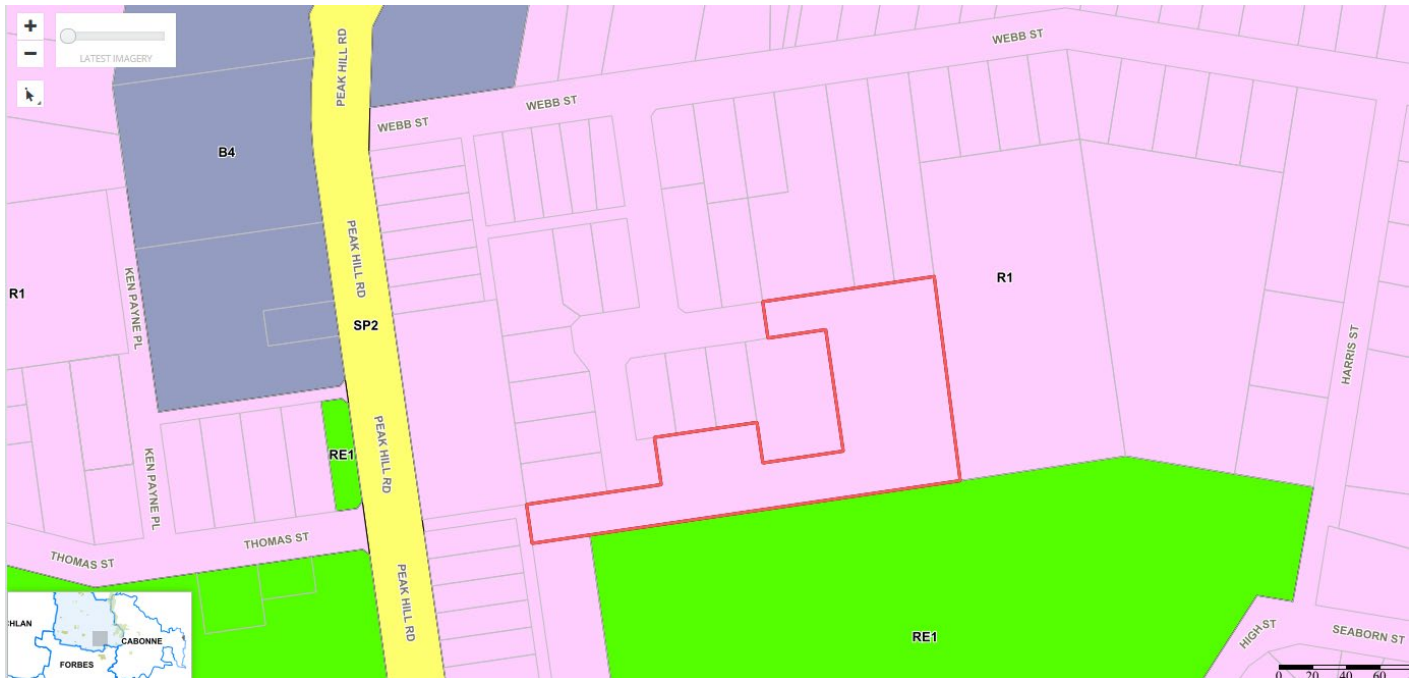 +
−
LATEST IMAGERY
PEAK HILL RD
WEBB ST
WEBB ST
WEBB ST
B4
R1
KEN PAYNE PL
PEAK HILL RD
SP2
R1
HARRIS ST
PEAK HILL RD
RE1
KEN PAYNE PL
THOMAS ST
THOMAS ST
PEAK HILL RD
RE1
HIGH ST
SEABORN ST
CHLAN
CABONNE
FORBES
0 20 40 60